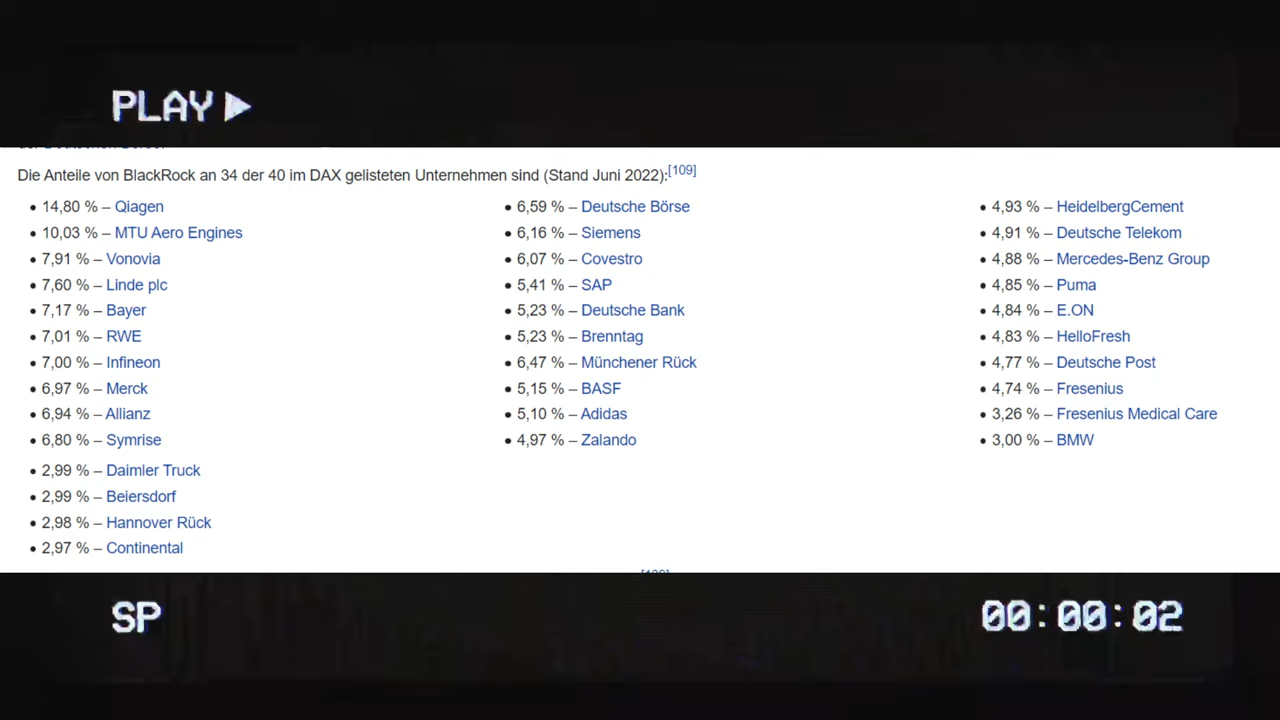 PLAY
Die Anteile von BlackRock an 34 der 40 im DAX gelisteten Unternehmen sind (Stand Juni 2022):[109]
• 14,80 % – Qiagen
• 10,03 % – MTU Aero Engines
• 7,91 % – Vonovia
• 7,60 % – Linde plc
• 7,17 % – Bayer
• 7,01 % – RWE
• 7,00 % – Infineon
• 6,97 % – Merck
• 6,94 % – Allianz
• 6,80 % – Symrise
• 2,99 % – Daimler Truck
• 2,99 % – Beiersdorf
• 2,98 % – Hannover Rück
• 2,97 % – Continental
• 6,59 % – Deutsche Börse
• 6,16 % – Siemens
• 6,07 % – Covestro
• 5,41 % – SAP
• 5,23 % – Deutsche Bank
• 5,23 % – Brenntag
• 6,47 % – Münchener Rück
• 5,15 % – BASF
• 5,10 % – Adidas
• 4,97 % – Zalando
• 4,93 % – HeidelbergCement
• 4,91 % – Deutsche Telekom
• 4,88 % – Mercedes-Benz Group
• 4,85 % – Puma
• 4,84 % – E.ON
• 4,83 % – HelloFresh
• 4,77 % – Deutsche Post
• 4,74 % – Fresenius
• 3,26 % – Fresenius Medical Care
• 3,00 % – BMW
SP
00:00:02